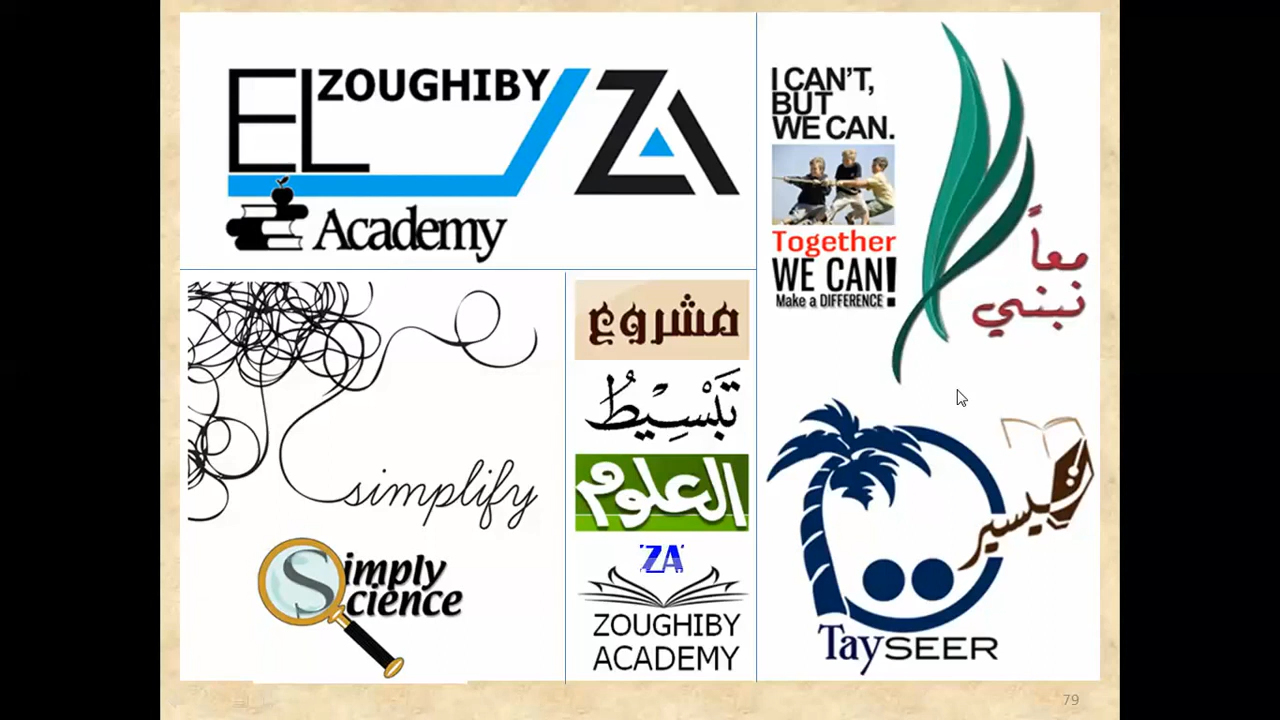 EL ZOUGHIBY
ZA
Academy
I CAN'T,
BUT
WE CAN.
Together
WE CAN!
Make a DIFFERENCE!
معاً
نبني
simplify
Simply
Science
مشروع
تَبْسِيْطُ
العلوم
ZA
ZOUGHIBY
ACADEMY
تيسير
TaySEER
79